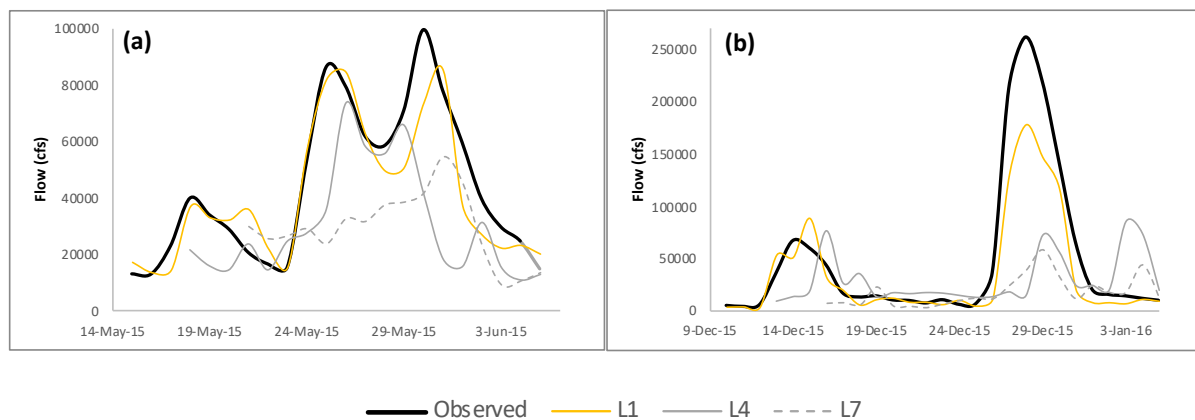 (a)
Flow (cfs)
100000
80000
60000
40000
20000
0
14-May-15 19-May-15 24-May-15 29-May-15 3-Jun-15
(b)
Flow (cfs)
250000
200000
150000
100000
50000
0
9-Dec-15 14-Dec-15 19-Dec-15 24-Dec-15 29-Dec-15 3-Jan-16
Observed L1 L4 L7